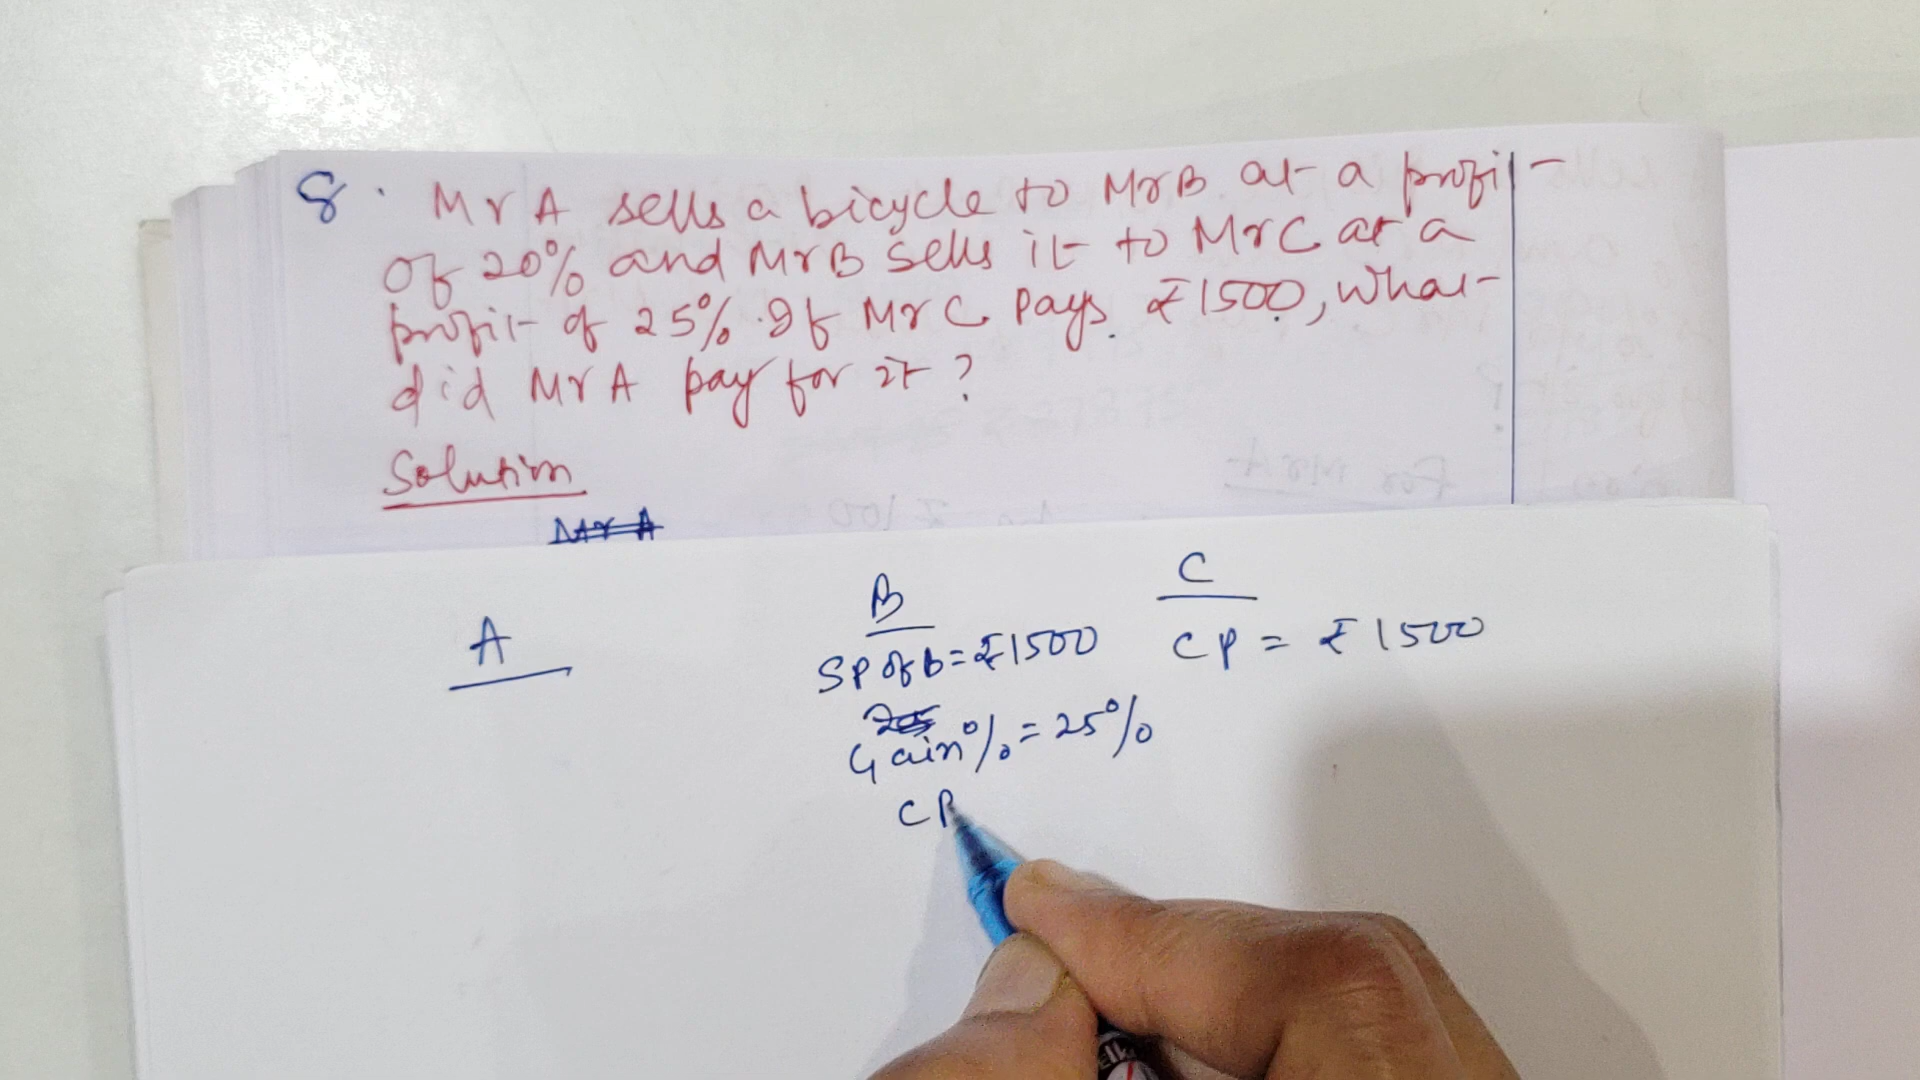 8. Mr A sells a bicycle to Mr B at a profit
of 20% and Mr B sells it to Mr C at a
profit of 25%. If Mr C pays ₹1500, what
did Mr A pay for it?
Solution
Mr A
A
B
SP of B = ₹1500
Gain% = 25%
CP
C
CP = ₹1500